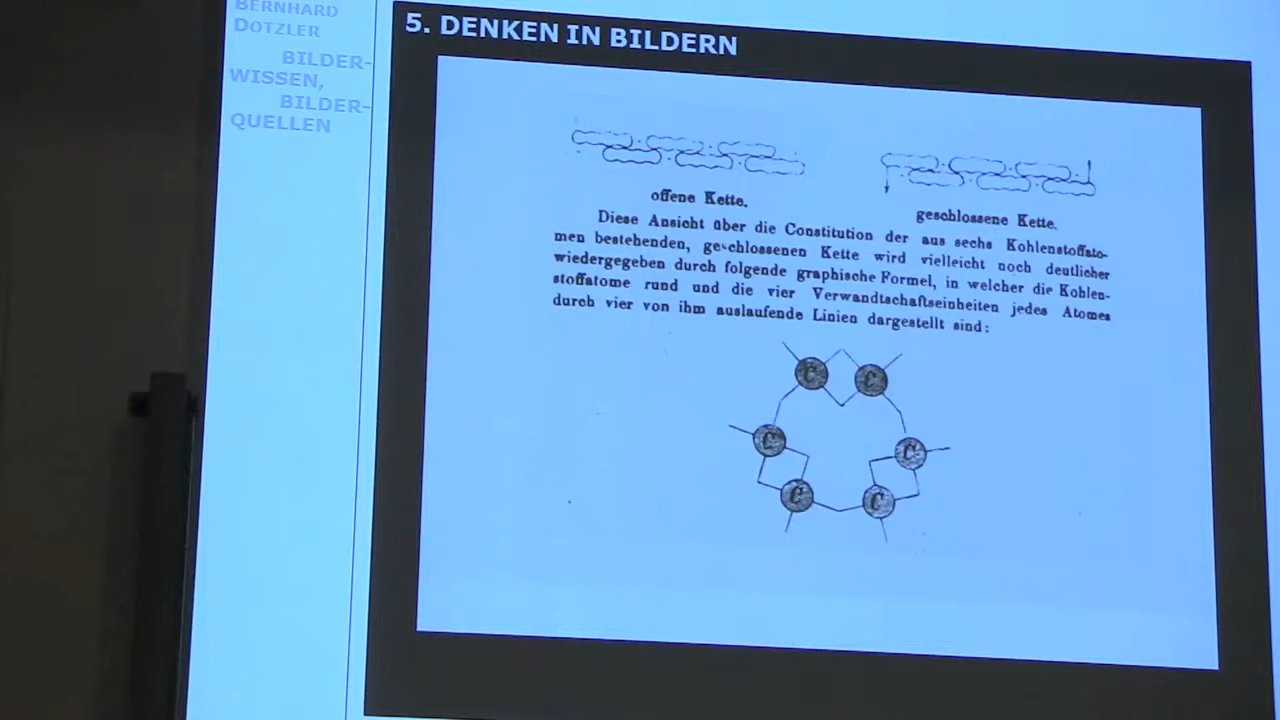 BERNHARD
DOTZLER
BILDER-
WISSEN,
BILDER-
QUELLEN
5. DENKEN IN BILDERN
offene Kette.
geschlossene Kette.
Diese Ansicht über die Constitution der aus sechs Kohlenstoffato-
men bestehenden, geschlossenen Kette wird vielleicht noch deutlicher
wiedergegeben durch folgende graphische Formel, in welcher die Kohlen-
stoffatome rund und die vier Verwandtschaftseinheiten jedes Atomes
durch vier von ihm auslaufende Linien dargestellt sind:
C C
C C
C C